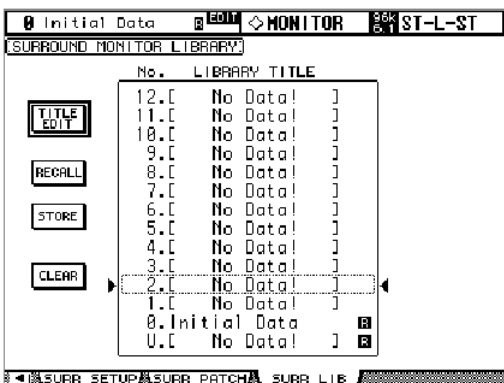 0 Initial Data R EDIT ◇MONITOR 96K 6.1 ST-L-ST
SURROUND MONITOR LIBRARY
No. LIBRARY TITLE
TITLE EDIT
RECALL
STORE
CLEAR
12.[ No Data! ]
11.[ No Data! ]
10.[ No Data! ]
9.[ No Data! ]
8.[ No Data! ]
7.[ No Data! ]
6.[ No Data! ]
5.[ No Data! ]
4.[ No Data! ]
3.[ No Data! ]
2.[ No Data! ]
1.[ No Data! ]
0.Initial Data R
U.[ No Data! ] R
SURR SETUP SURR PATCH SURR LIB